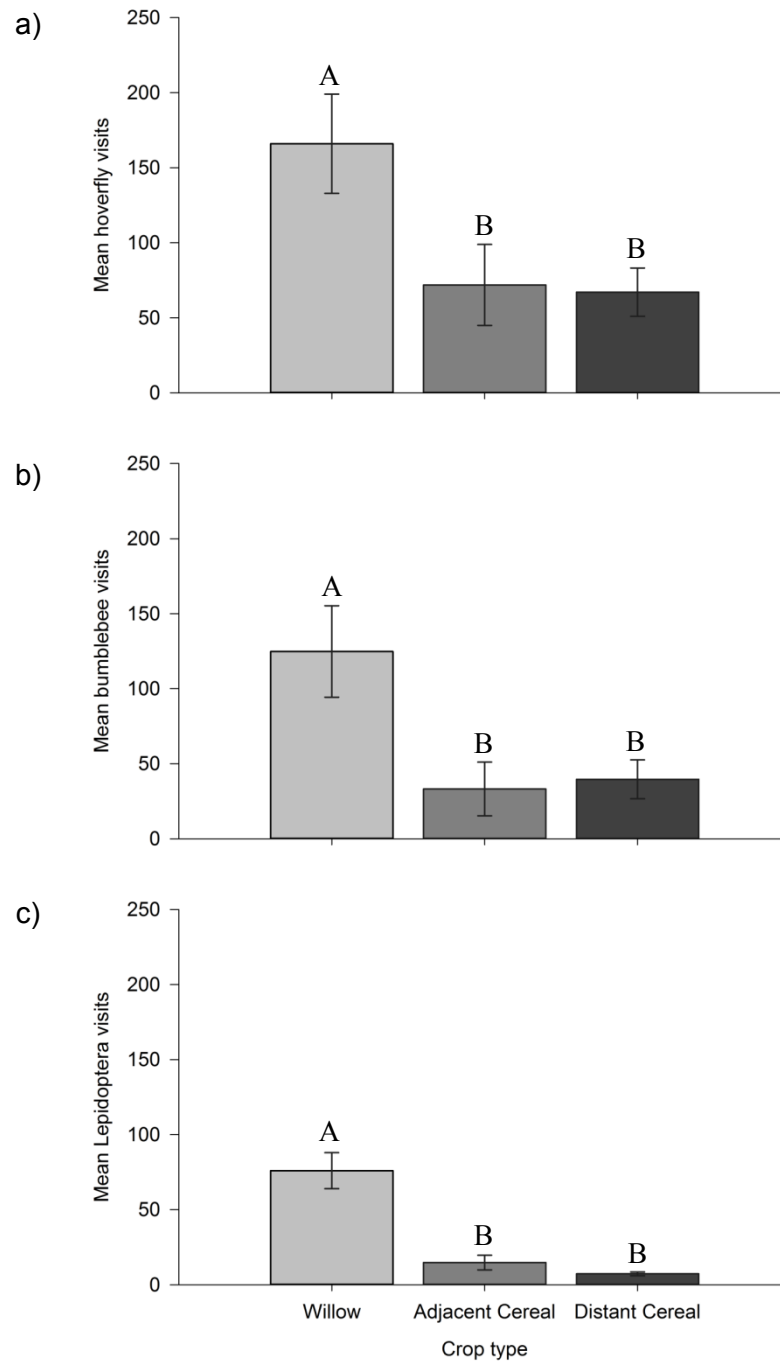 a)
250
200
150
100
50
0
Mean hoverfly visits
A
B
B
b)
250
200
150
100
50
0
Mean bumblebee visits
A
B
B
c)
250
200
150
100
50
0
Mean Lepidoptera visits
A
B
B
Willow
Adjacent Cereal
Distant Cereal
Crop type